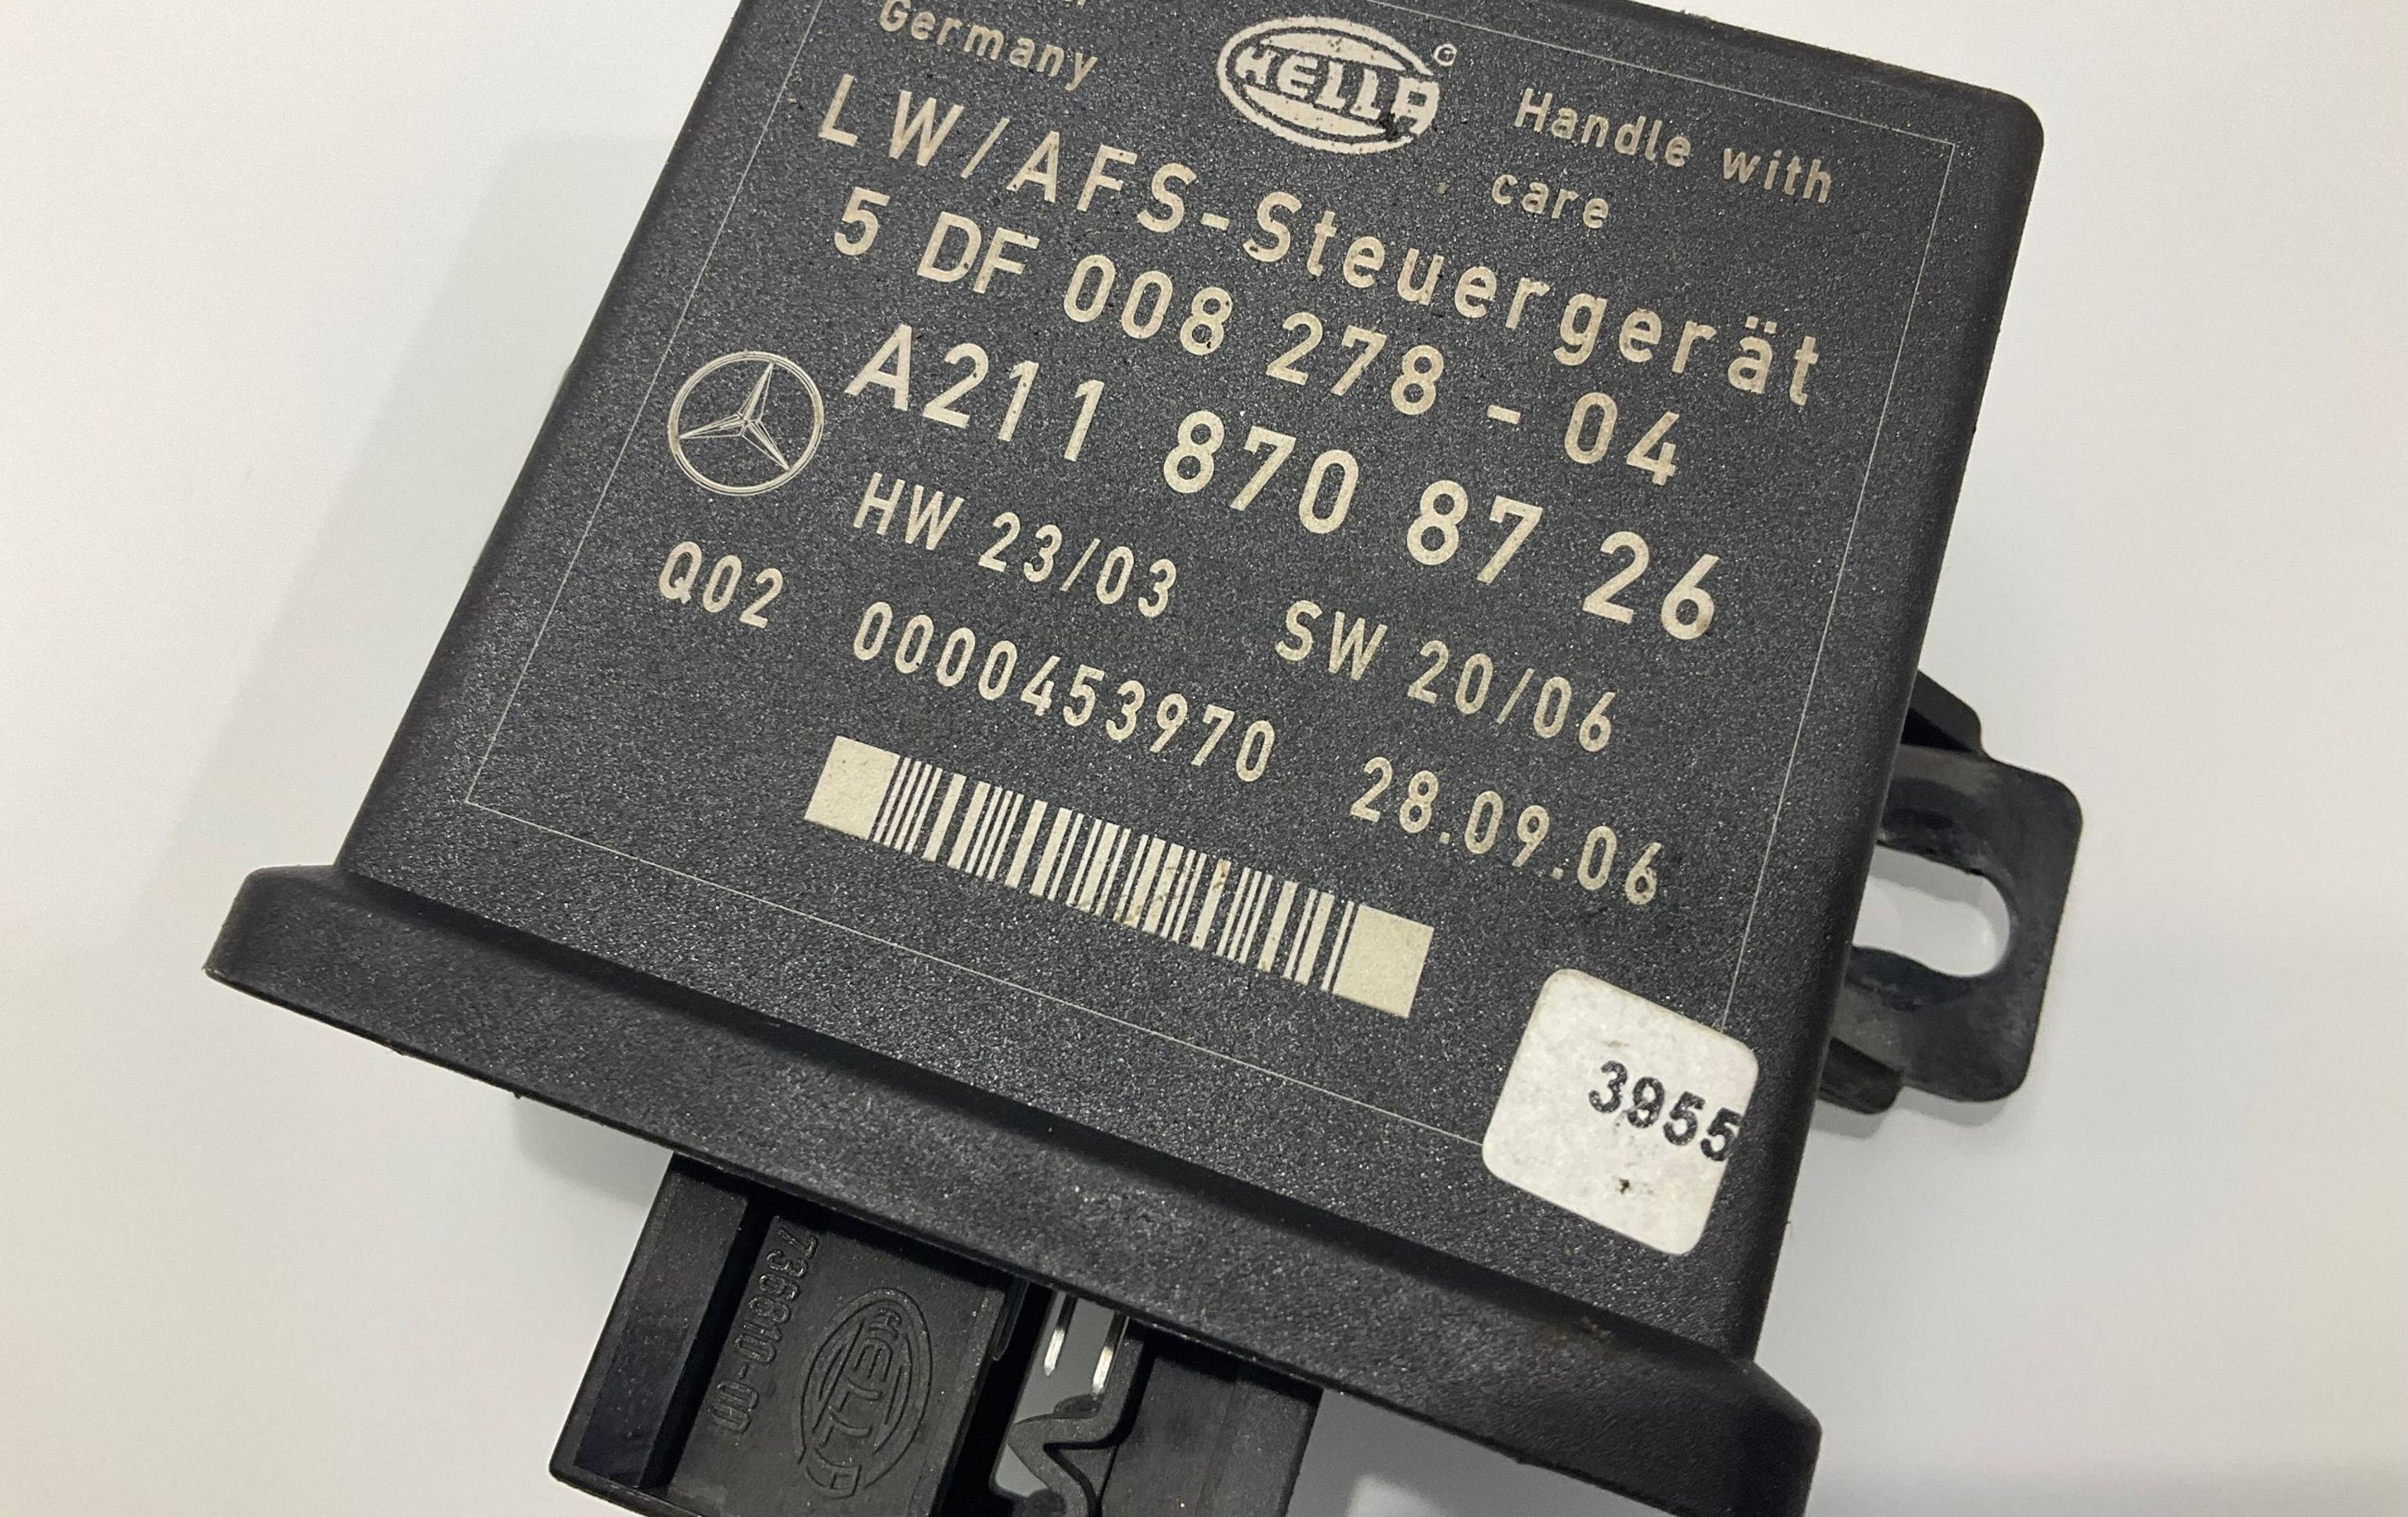 Germany
HELLA
Handle with
care
LW/AFS-Steuergerät
5 DF 008 278 - 04
A211 870 87 26
HW 23/03 SW 20/06
Q02 0000453970 28.09.06
3955
736610-00
HELLA